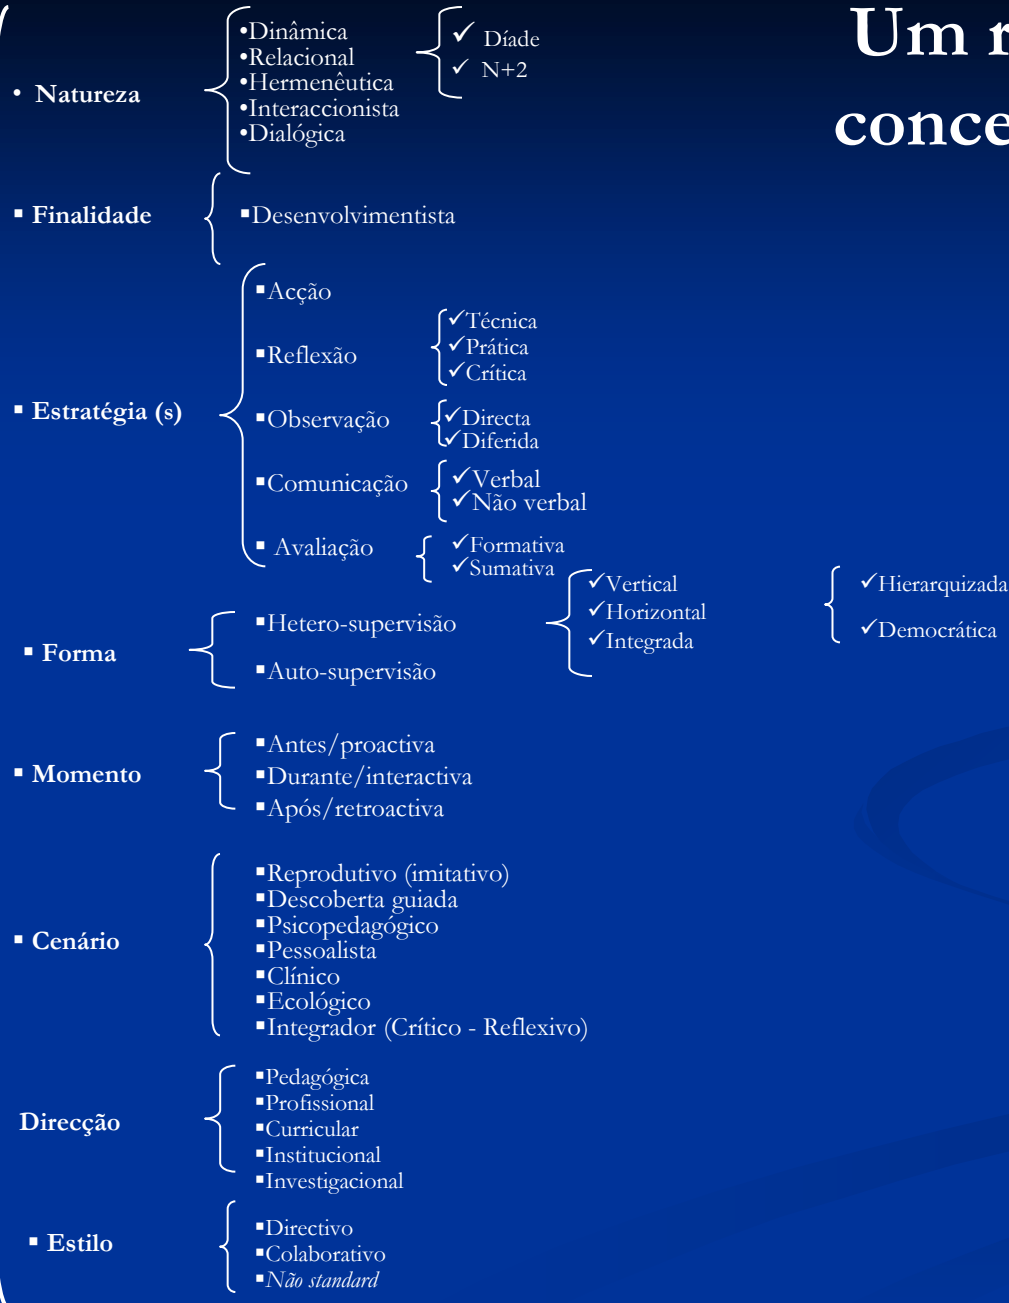 Um
conce
• Natureza
•Dinâmica
•Relacional
•Hermenêutica
•Interaccionista
•Dialógica
✓ Díade
✓ N+2
▪ Finalidade
▪Desenvolvimentista
▪ Estratégia (s)
▪Acção
▪Reflexão
✓Técnica
✓Prática
✓Crítica
▪Observação
✓Directa
✓Diferida
▪Comunicação
✓Verbal
✓Não verbal
▪ Avaliação
✓Formativa
✓Sumativa
▪ Forma
▪Hetero-supervisão
✓Vertical
✓Horizontal
✓Integrada
✓Hierarquizada
✓Democrática
▪Auto-supervisão
▪ Momento
▪Antes/proactiva
▪Durante/interactiva
▪Após/retroactiva
▪ Cenário
▪Reprodutivo (imitativo)
▪Descoberta guiada
▪Psicopedagógico
▪Pessoalista
▪Clínico
▪Ecológico
▪Integrador (Crítico - Reflexivo)
Direcção
▪Pedagógica
▪Profissional
▪Curricular
▪Institucional
▪Investigacional
▪ Estilo
▪Directivo
▪Colaborativo
▪Não standard